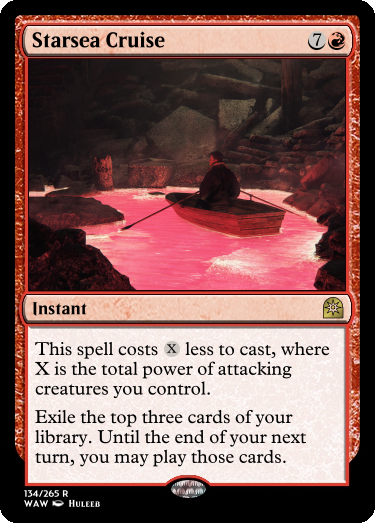 Starsea Cruise 7
Instant
This spell costs X less to cast, where
X is the total power of attacking
creatures you control.
Exile the top three cards of your
library. Until the end of your next
turn, you may play those cards.
134/265 R
WAW Huleeb